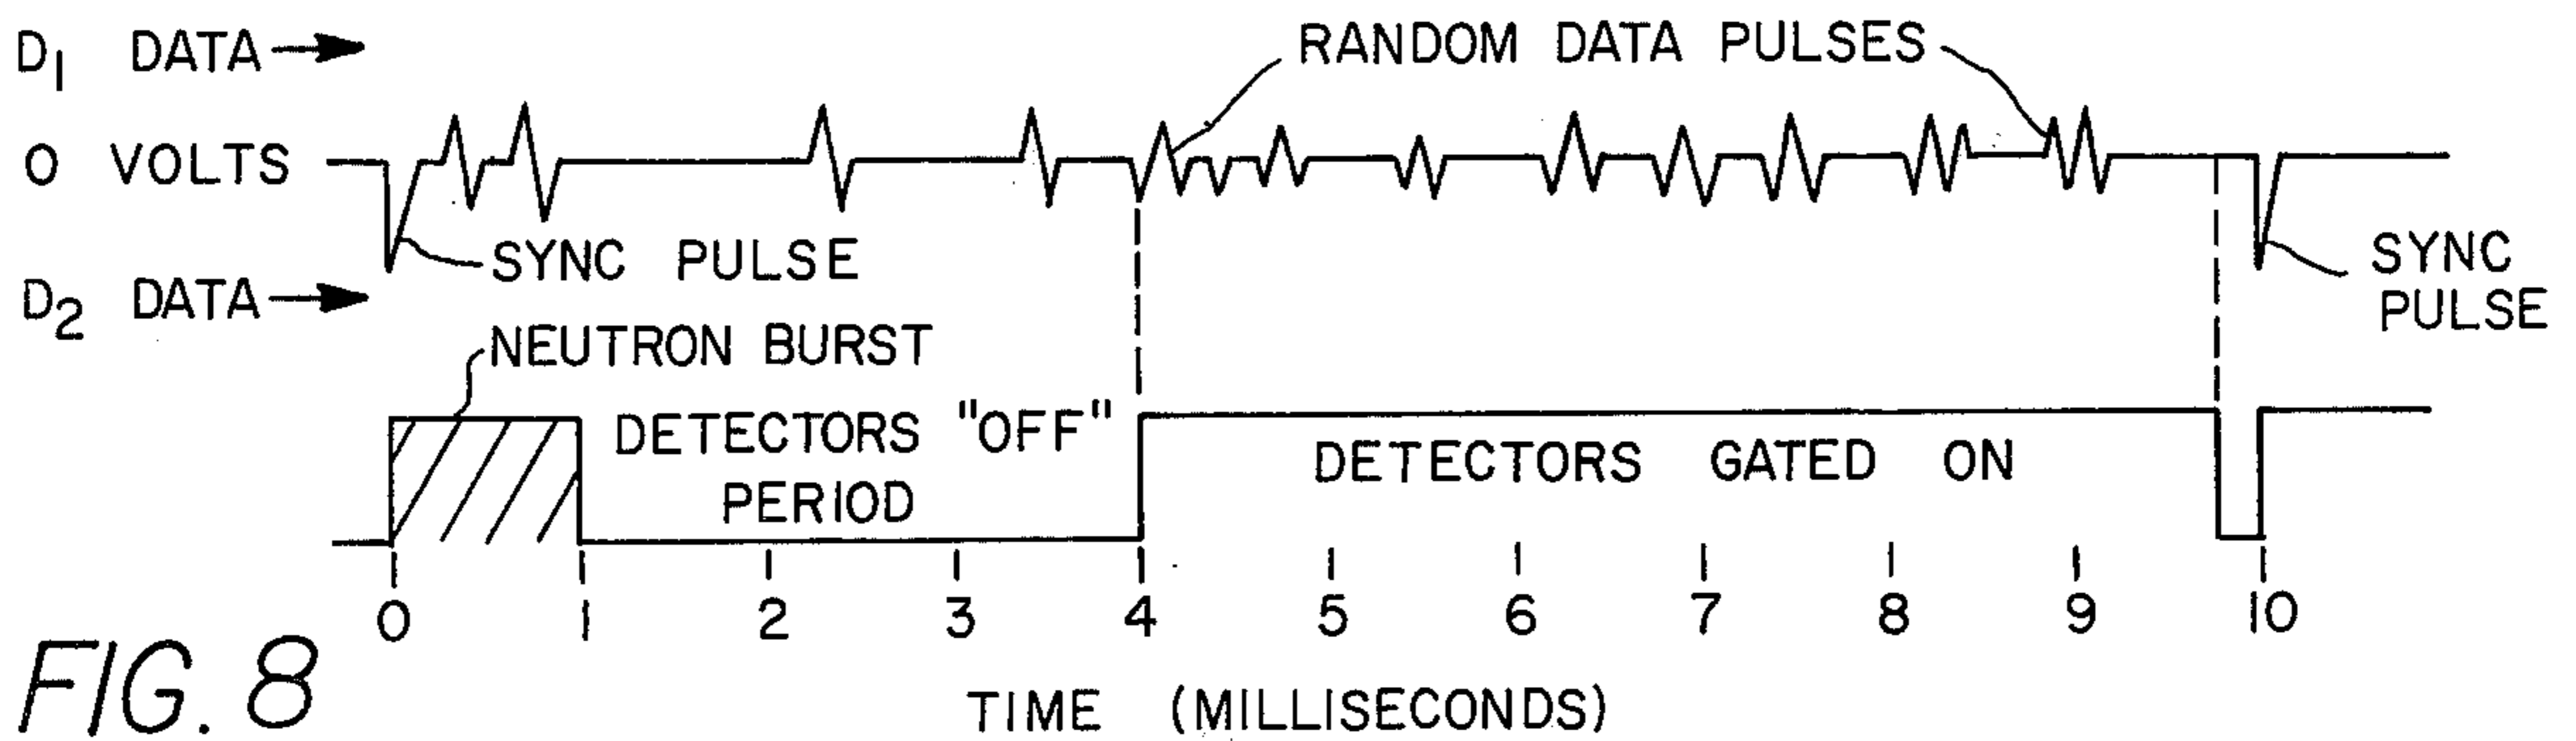 D1 DATA
RANDOM DATA PULSES
0 VOLTS
SYNC PULSE
SYNC
PULSE
D2 DATA
NEUTRON BURST
DETECTORS "OFF"
PERIOD
DETECTORS GATED ON
0 1 2 3 4 5 6 7 8 9 10
TIME (MILLISECONDS)
FIG. 8